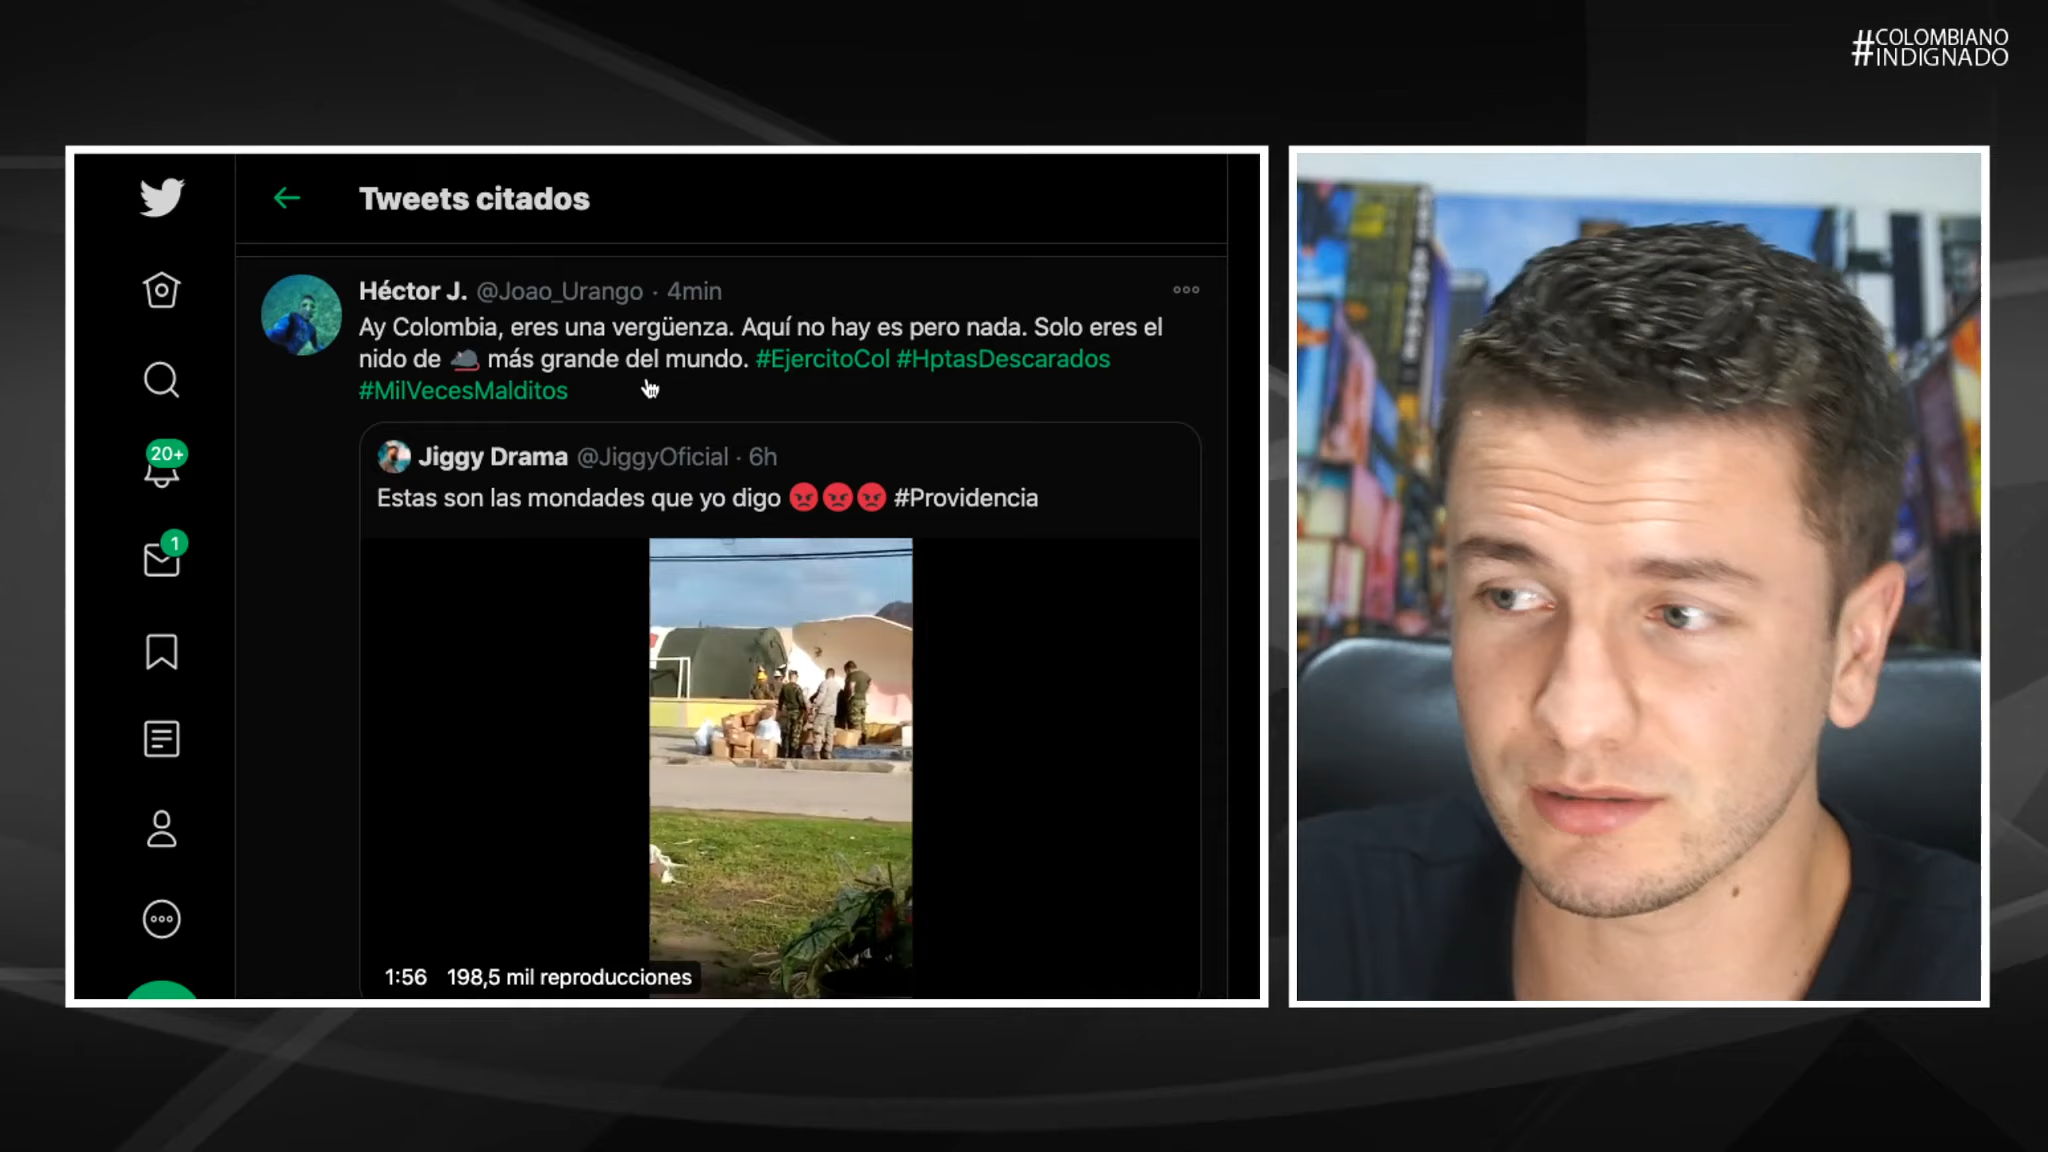 #COLOMBIANO
INDIGNADO
Tweets citados
Héctor J. @Joao_Urango · 4min
Ay Colombia, eres una vergüenza. Aquí no hay es pero nada. Solo eres el
nido de 🐀 más grande del mundo. #EjercitoCol #HptasDescarados
#MilVecesMalditos
20+
Jiggy Drama @JiggyOficial · 6h
Estas son las mondades que yo digo 😡😡😡 #Providencia
1
1:56 198,5 mil reproducciones